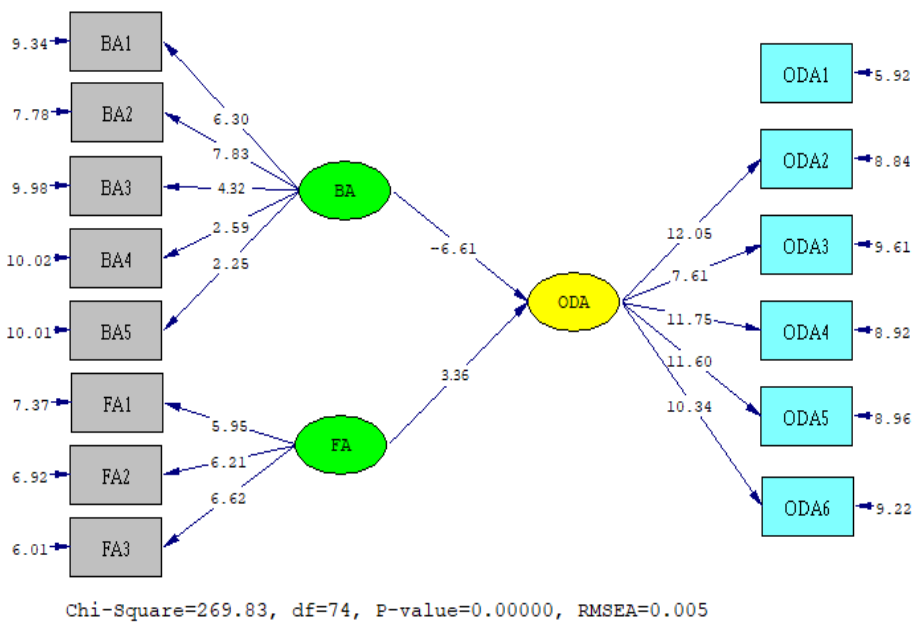 9.34 BA1
7.78 BA2
9.98 BA3
10.02 BA4
10.01 BA5
7.37 FA1
6.92 FA2
6.01 FA3
6.30
7.83
4.32
2.59
2.25
5.95
6.21
6.62
BA
FA
-6.61
3.36
ODA
12.05
7.61
11.75
11.60
10.34
ODA1 5.92
ODA2 8.84
ODA3 9.61
ODA4 8.92
ODA5 8.96
ODA6 9.22
Chi-Square=269.83, df=74, P-value=0.00000, RMSEA=0.005